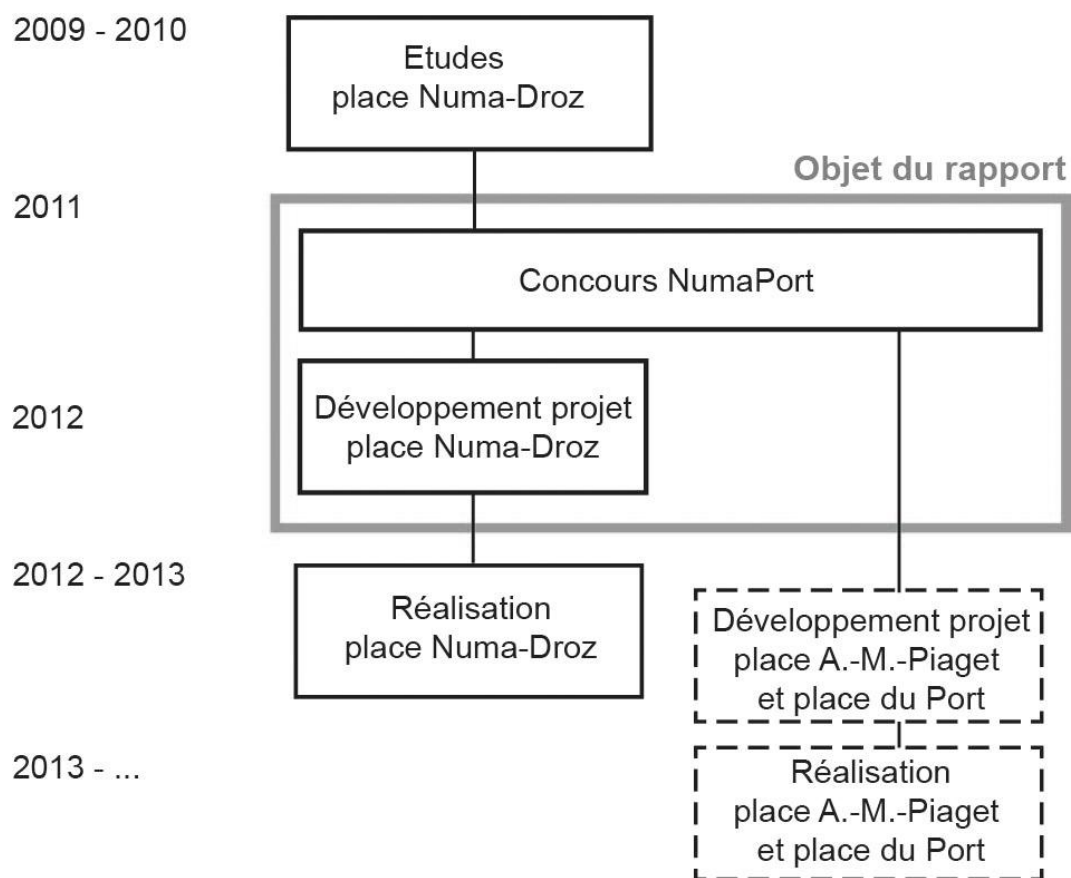 2009 - 2010
Etudes
place Numa-Droz
Objet du rapport
2011
Concours NumaPort
2012
Développement projet
place Numa-Droz
2012 - 2013
Réalisation
place Numa-Droz
Développement projet
place A.-M.-Piaget
et place du Port
2013 - ...
Réalisation
place A.-M.-Piaget
et place du Port